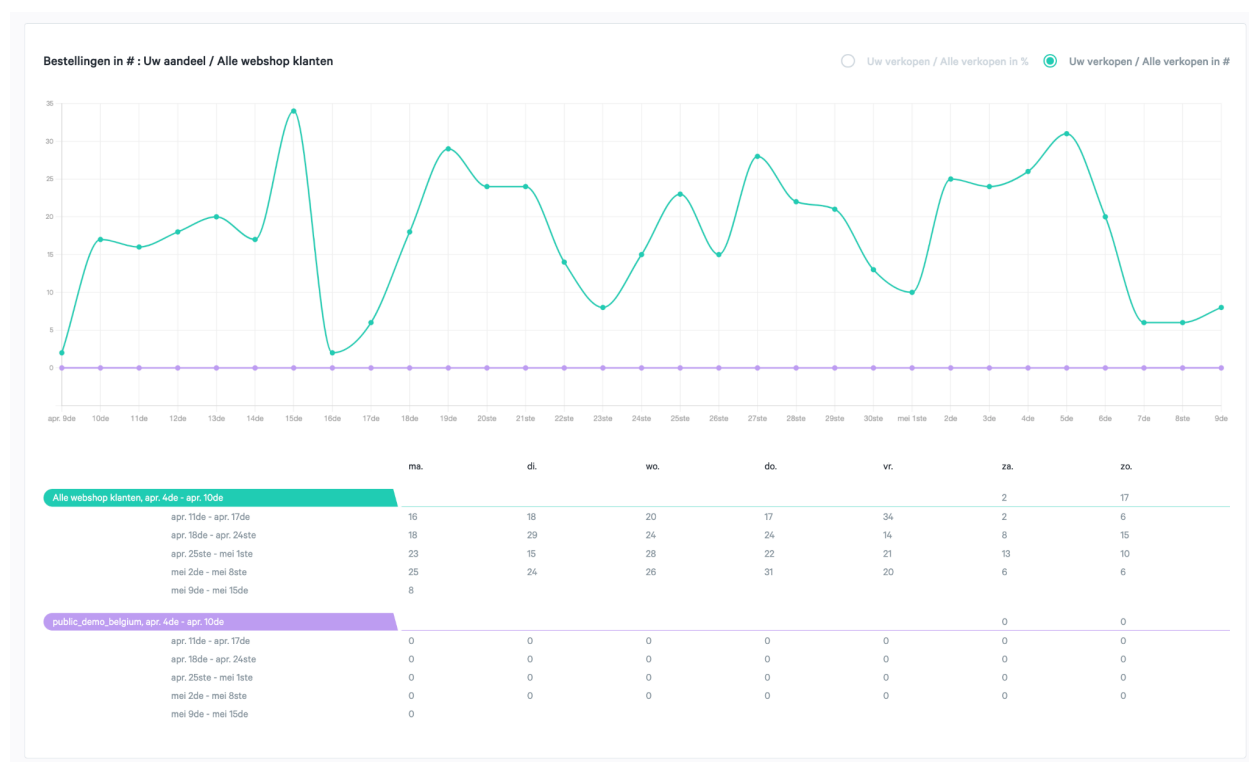 Bestellingen in # : Uw aandeel / Alle webshop klanten
Uw verkopen / Alle verkopen in % Uw verkopen / Alle verkopen in #
35
30
25
20
15
10
5
0
apr. 9de 10de 11de 12de 13de 14de 15de 16de 17de 18de 19de 20ste 21ste 22ste 23ste 24ste 25ste 26ste 27ste 28ste 29ste 30ste mei 1ste 2de 3de 4de 5de 6de 7de 8ste 9de
ma. di. wo. do. vr. za. zo.
Alle webshop klanten, apr. 4de - apr. 10de 2 17
apr. 11de - apr. 17de 16 18 20 17 34 2 6
apr. 18de - apr. 24ste 18 29 24 24 14 8 15
apr. 25ste - mei 1ste 23 15 28 22 21 13 10
mei 2de - mei 8ste 25 24 26 31 20 6 6
mei 9de - mei 15de 8
public_demo_belgium, apr. 4de - apr. 10de 0 0
apr. 11de - apr. 17de 0 0 0 0 0 0 0
apr. 18de - apr. 24ste 0 0 0 0 0 0 0
apr. 25ste - mei 1ste 0 0 0 0 0 0 0
mei 2de - mei 8ste 0 0 0 0 0 0 0
mei 9de - mei 15de 0